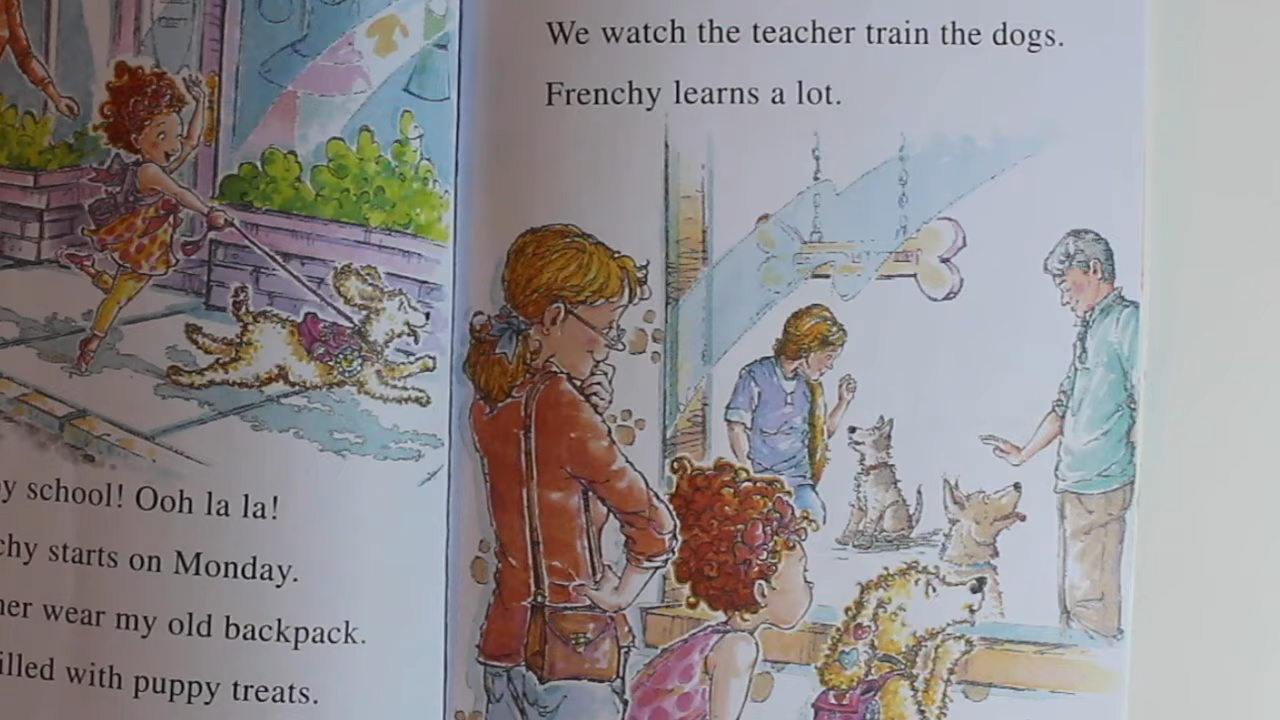 school! Ooh la la!
starts on Monday.
wear my old backpack.
with puppy treats.
We watch the teacher train the dogs.
Frenchy learns a lot.